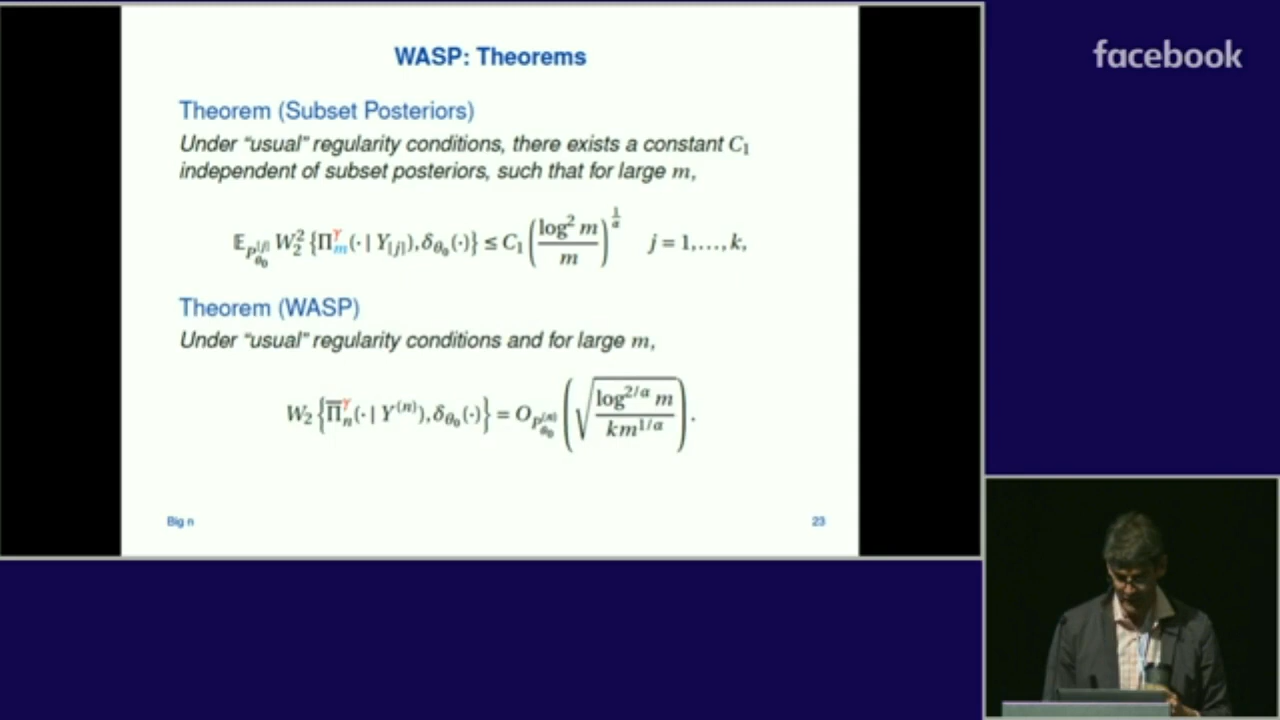 WASP: Theorems
facebook
Theorem (Subset Posteriors)
Under "usual" regularity conditions, there exists a constant C₁
independent of subset posteriors, such that for large m,
𝔼_{P_{θ₀}^{[j]}} W₂² {Π_m^γ(· | Y_{[j]}), δ_{θ₀}(·)} ≤ C₁ (log² m / m)^{1/α}   j = 1,…,k,
Theorem (WASP)
Under "usual" regularity conditions and for large m,
W₂ {Π̅_n^γ(· | Y^{(n)}), δ_{θ₀}(·)} = O_{P_{θ₀}^{(n)}} (√(log^{2/α} m / k m^{1/α})).
Big n
23